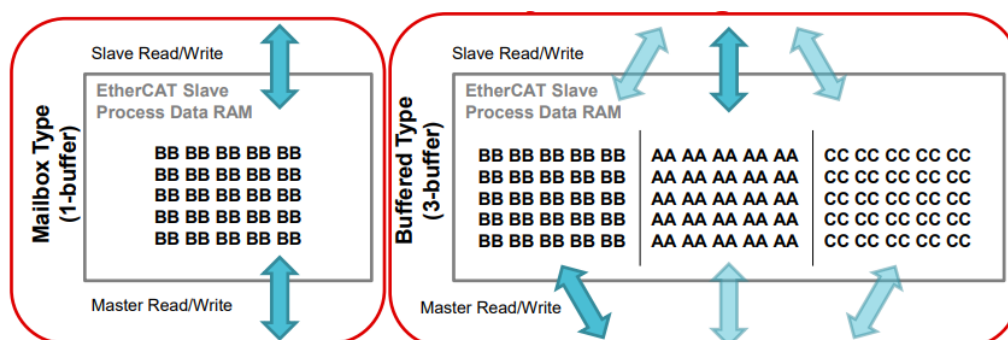 Mailbox Type
(1-buffer)
Slave Read/Write
EtherCAT Slave
Process Data RAM
BB BB BB BB BB
BB BB BB BB BB
BB BB BB BB BB
BB BB BB BB BB
BB BB BB BB BB
Master Read/Write
Buffered Type
(3-buffer)
Slave Read/Write
EtherCAT Slave
Process Data RAM
BB BB BB BB BB AA AA AA AA AA CC CC CC CC CC
BB BB BB BB BB AA AA AA AA AA CC CC CC CC CC
BB BB BB BB BB AA AA AA AA AA CC CC CC CC CC
BB BB BB BB BB AA AA AA AA AA CC CC CC CC CC
BB BB BB BB BB AA AA AA AA AA CC CC CC CC CC
Master Read/Write